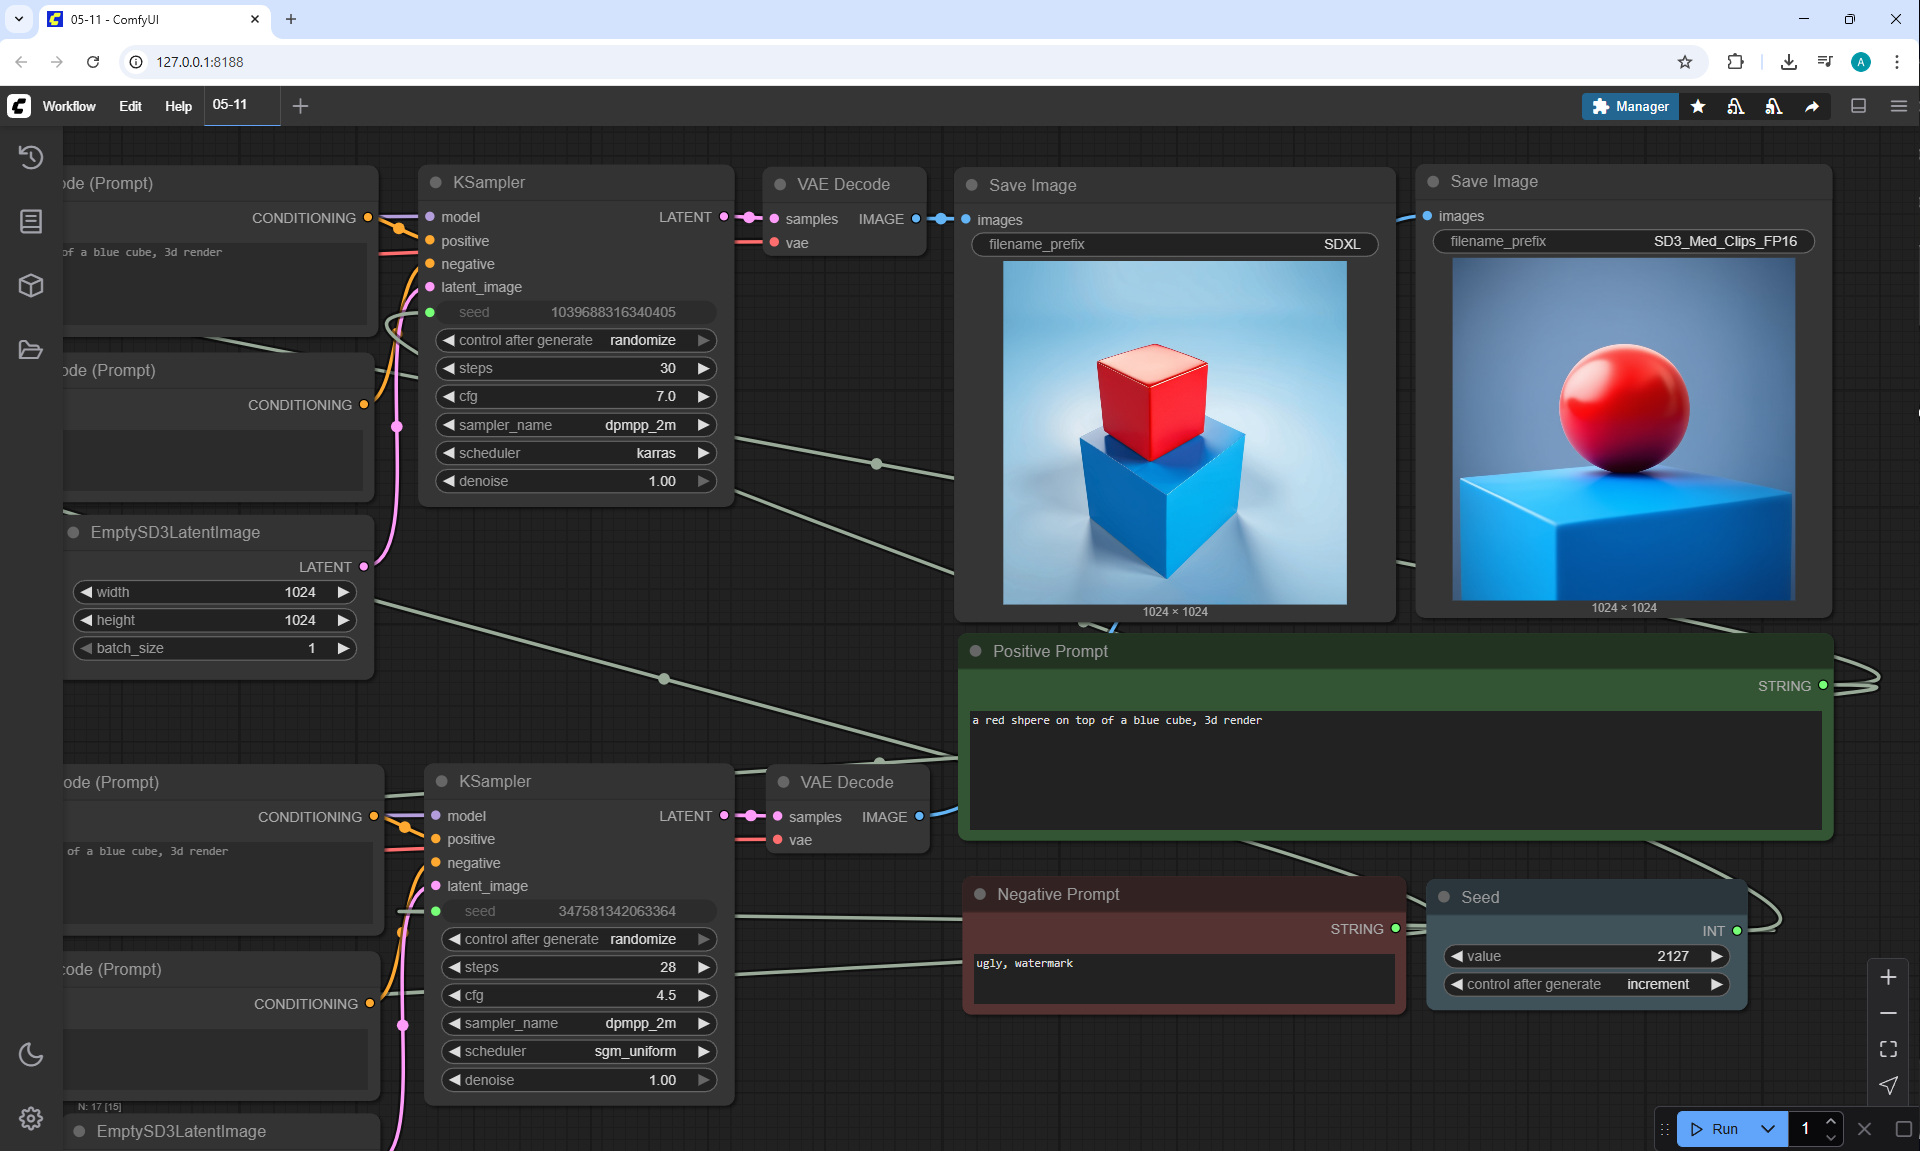 05-11 - ComfyUI
127.0.0.1:8188
A
Workflow
Edit
Help
05-11
Manager
ode (Prompt)
CONDITIONING
of a blue cube, 3d render
ode (Prompt)
CONDITIONING
EmptySD3LatentImage
LATENT
width 1024
height 1024
batch_size 1
KSampler
model LATENT
positive
negative
latent_image
seed 1039688316340405
control after generate randomize
steps 30
cfg 7.0
sampler_name dpmpp_2m
scheduler karras
denoise 1.00
VAE Decode
samples IMAGE
vae
Save Image
images
filename_prefix SDXL
1024 × 1024
Save Image
images
filename_prefix SD3_Med_Clips_FP16
1024 × 1024
Positive Prompt
STRING
a red shpere on top of a blue cube, 3d render
ode (Prompt)
CONDITIONING
of a blue cube, 3d render
code (Prompt)
CONDITIONING
N: 17 [15]
EmptySD3LatentImage
KSampler
model LATENT
positive
negative
latent_image
seed 347581342063364
control after generate randomize
steps 28
cfg 4.5
sampler_name dpmpp_2m
scheduler sgm_uniform
denoise 1.00
VAE Decode
samples IMAGE
vae
Negative Prompt
STRING
ugly, watermark
Seed
INT
value 2127
control after generate increment
Run
1